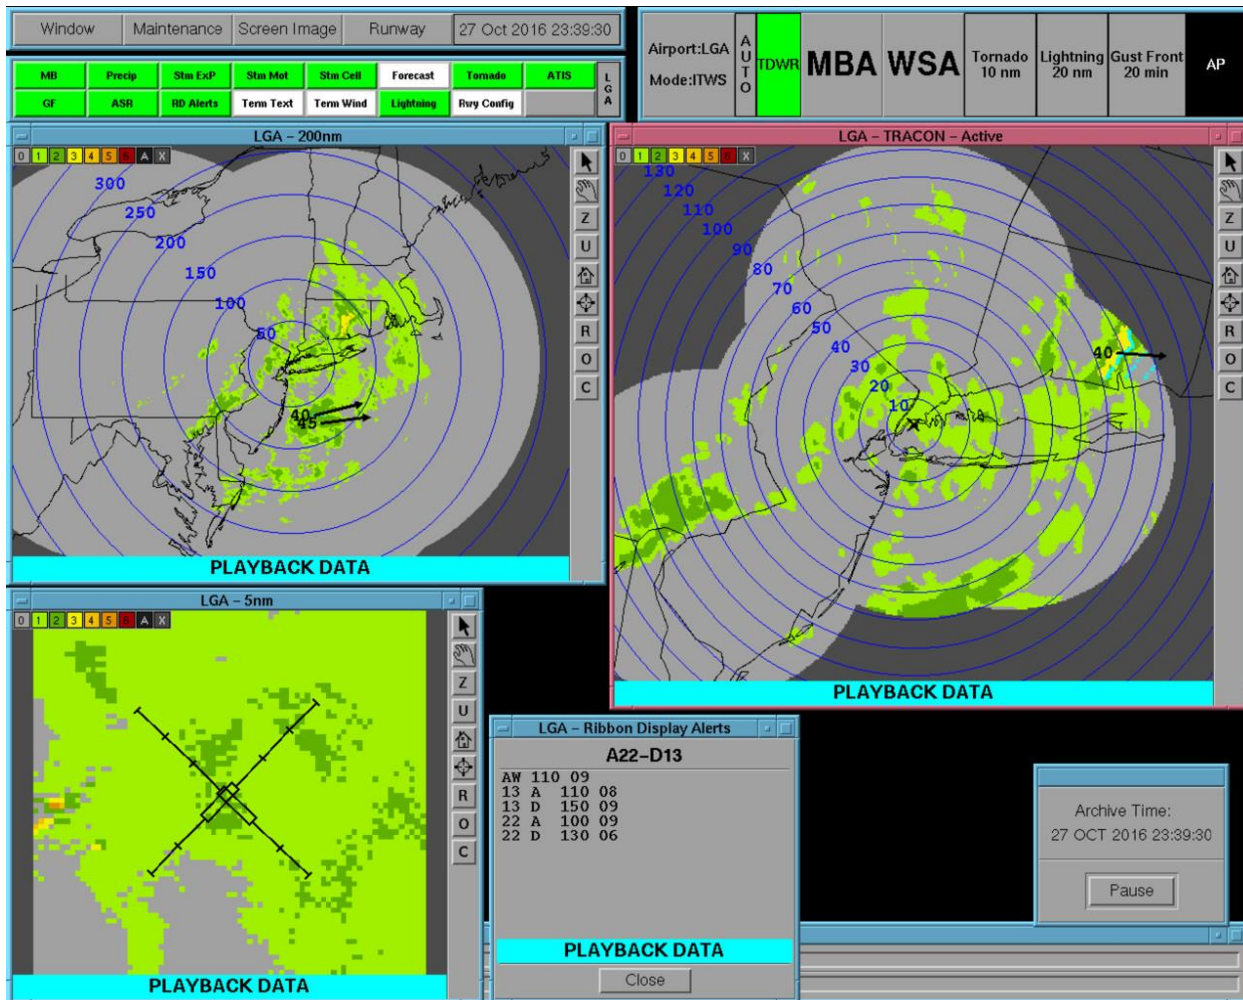 Window Maintenance Screen Image Runway 27 Oct 2016 23:39:30
MB Precip Stm ExP Stm Mot Stm Cell Forecast Tornado ATIS
GF ASR RD Alerts Term Text Term Wind Lightning Rwy Config
LGA
Airport:LGA
Mode:ITWS
AUTO
TDWR
MBA
WSA
Tornado
10 nm
Lightning
20 nm
Gust Front
20 min
AP
LGA – 200nm
0 1 2 3 4 5 6 A X
300
250
200
150
100
50
40
45
Z
U
R
O
C
PLAYBACK DATA
LGA – TRACON – Active
0 1 2 3 4 5 6 X
130
120
110
100
90
80
70
60
50
40
30
20
10
40
Z
U
R
O
C
PLAYBACK DATA
LGA – 5nm
0 1 2 3 4 5 6 A X
Z
U
R
O
C
PLAYBACK DATA
LGA – Ribbon Display Alerts
A22–D13
AW 110 09
13 A 110 08
13 D 150 09
22 A 100 09
22 D 130 06
PLAYBACK DATA
Close
Archive Time:
27 OCT 2016 23:39:30
Pause